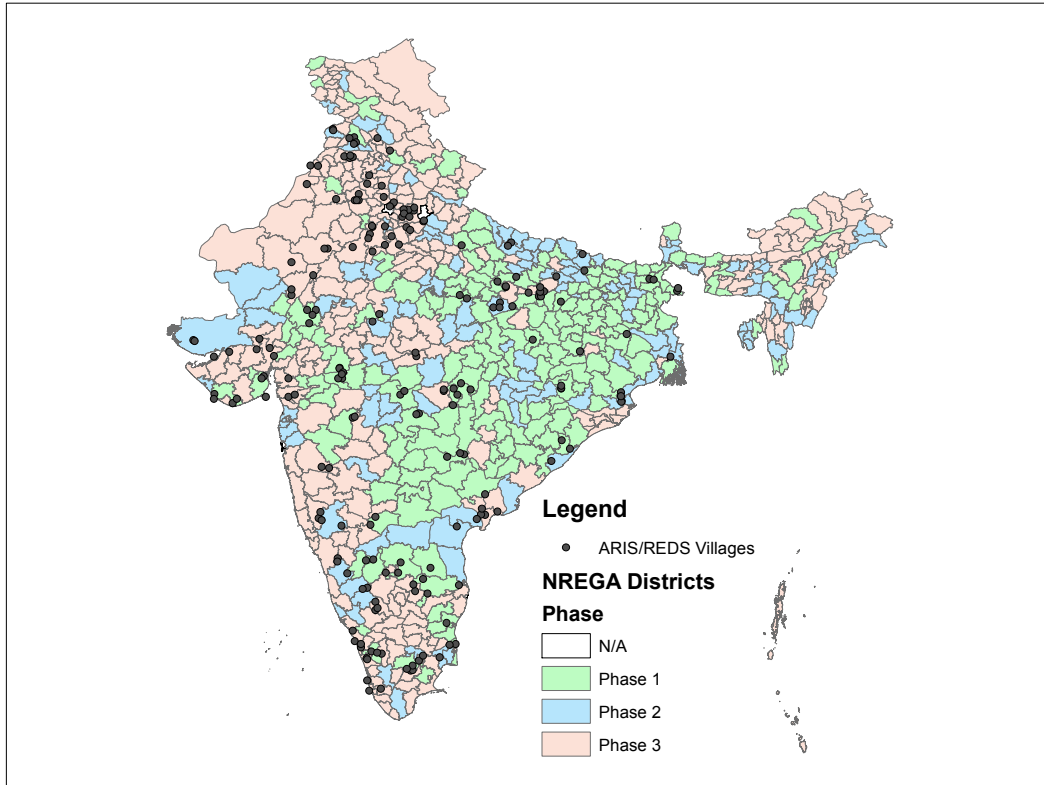 Legend
ARIS/REDS Villages
NREGA Districts
Phase
N/A
Phase 1
Phase 2
Phase 3